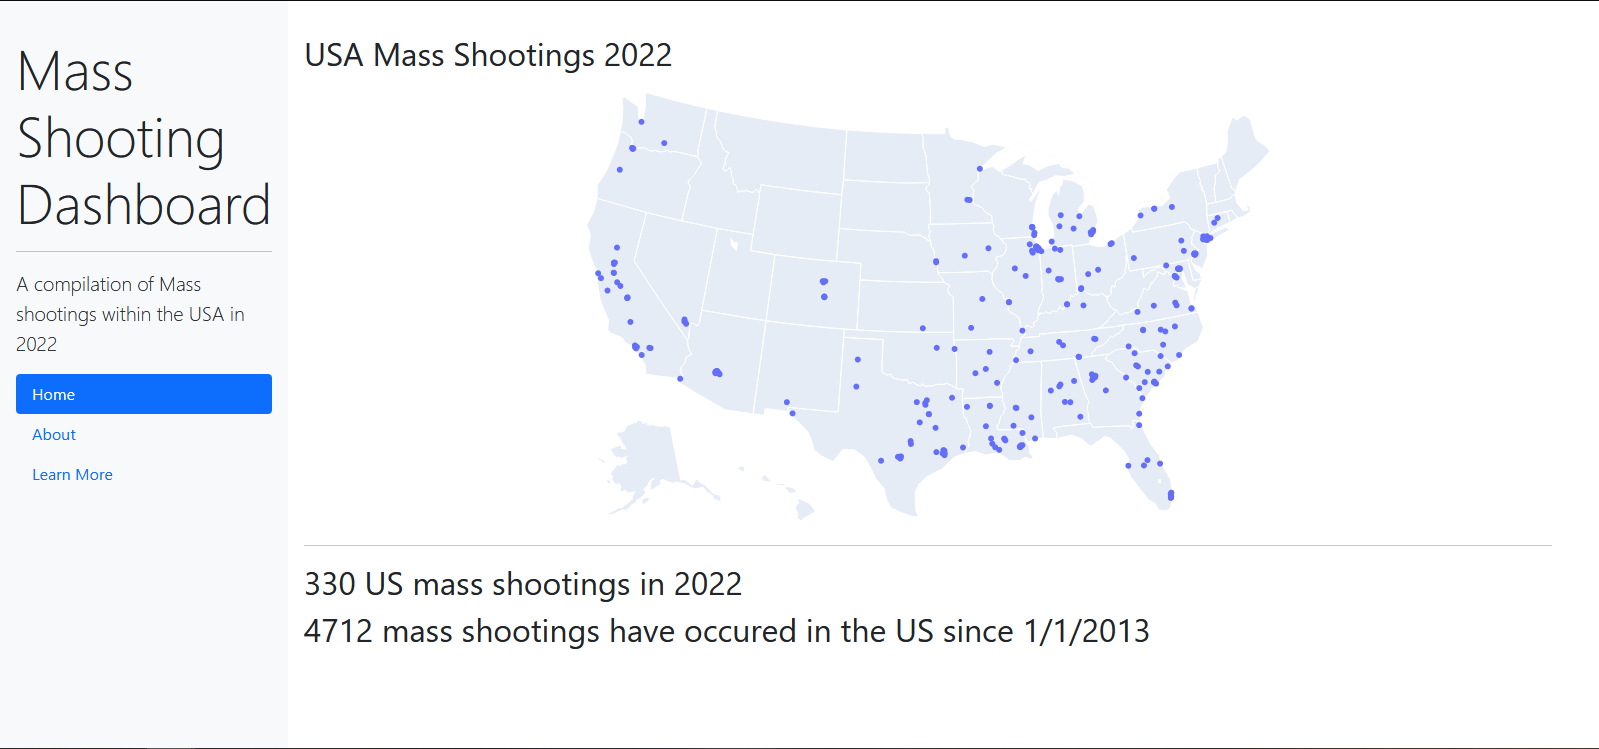 Mass
Shooting
Dashboard
A compilation of Mass
shootings within the USA in
2022
Home
About
Learn More
USA Mass Shootings 2022
330 US mass shootings in 2022
4712 mass shootings have occured in the US since 1/1/2013